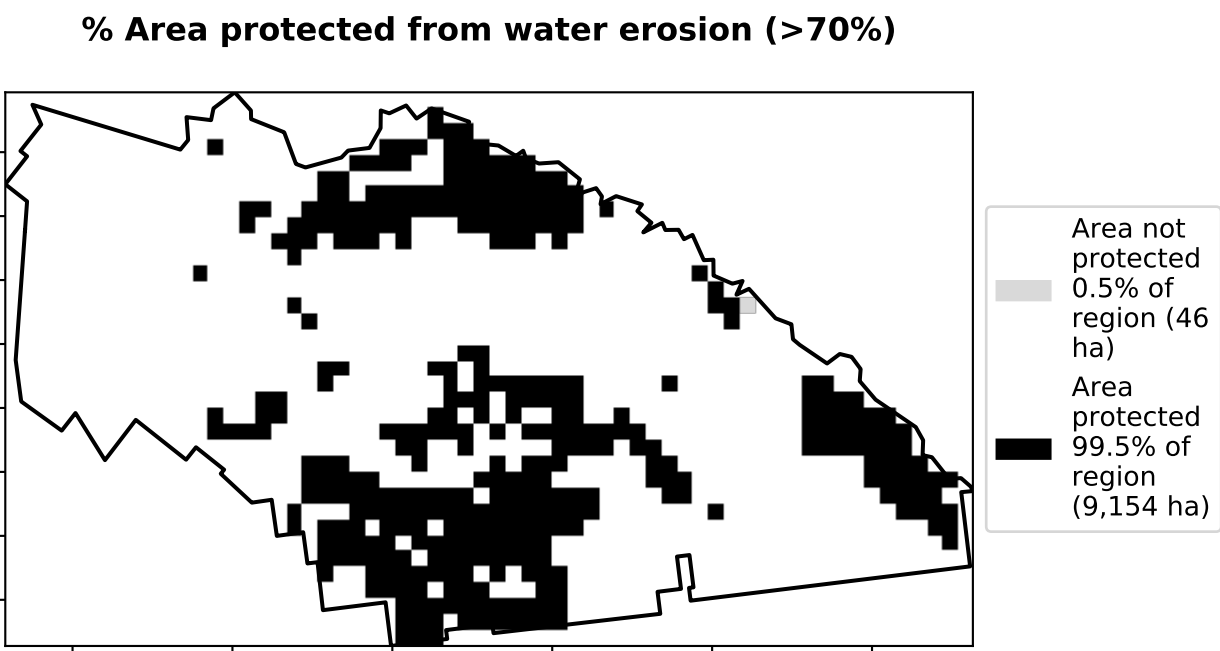 % Area protected from water erosion (>70%)
Area not
protected
0.5% of
region (46
ha)
Area
protected
99.5% of
region
(9,154 ha)